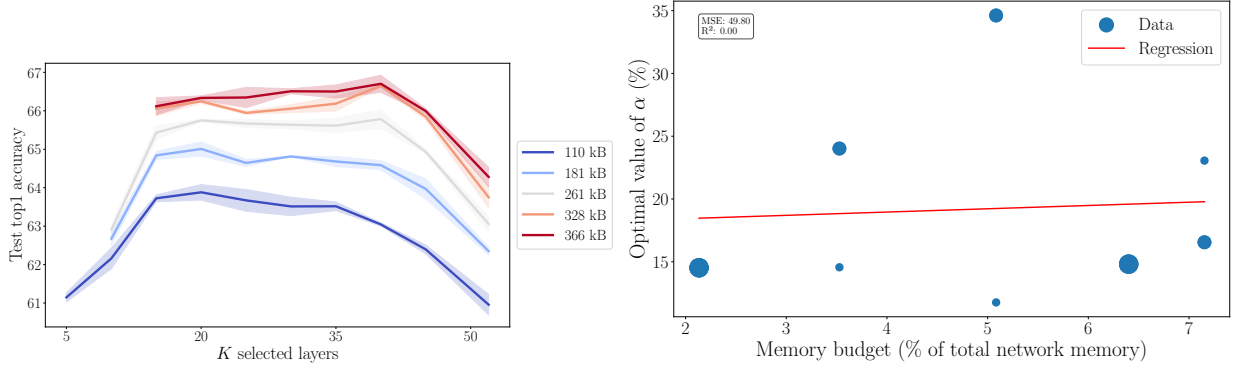 67
66
65
64
63
62
61
Test top1 accuracy
5
20
35
50
K selected layers
110 kB
181 kB
261 kB
328 kB
366 kB
35
30
25
20
15
Optimal value of α (%)
MSE: 49.80
R²: 0.00
Data
Regression
2
3
4
5
6
7
Memory budget (% of total network memory)